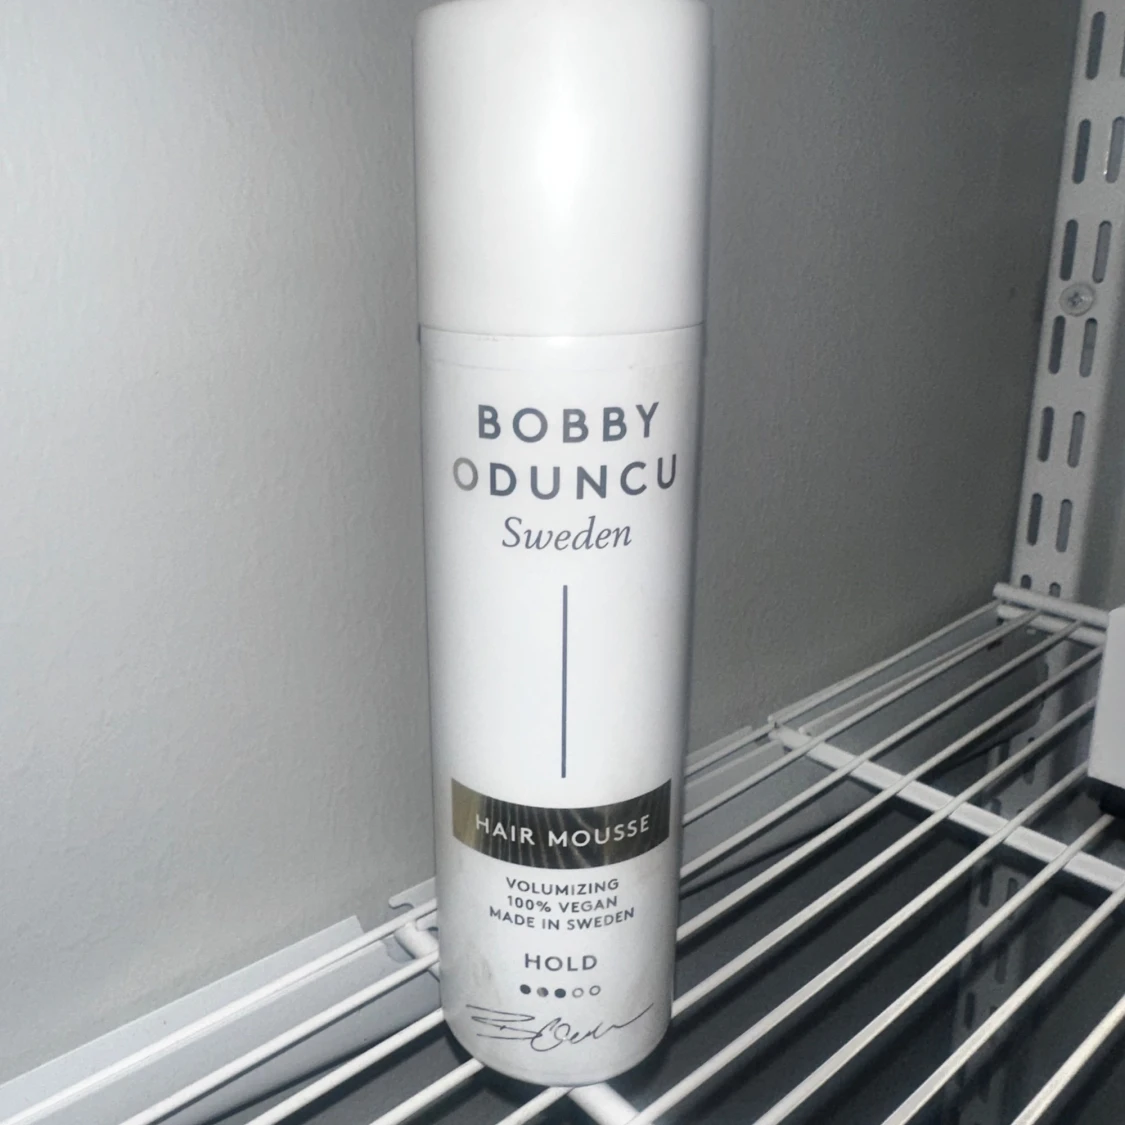 BOBBY
ODUNCU
Sweden
HAIR MOUSSE
VOLUMIZING
100% VEGAN
MADE IN SWEDEN
HOLD